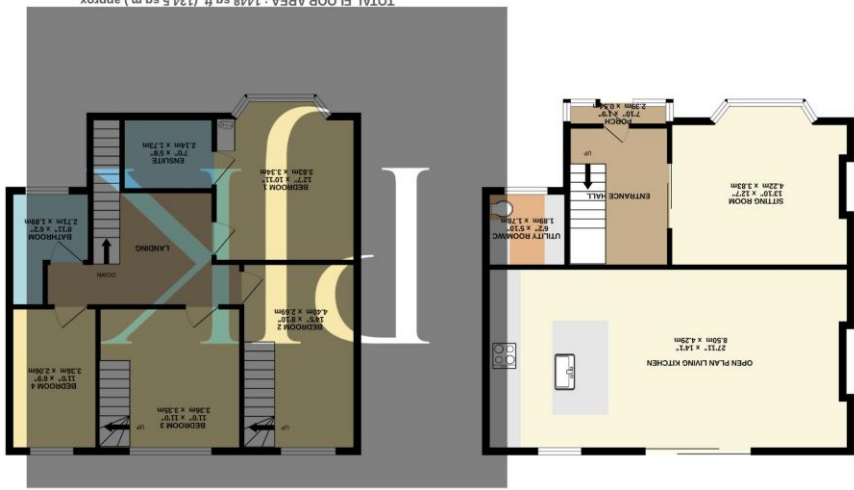 OPEN PLAN LIVING KITCHEN
27'11" x 14'1"
8.50m x 4.29m
SITTING ROOM
13'10" x 12'7"
4.22m x 3.83m
ENTRANCE HALL
UP
UTILITY ROOM/WC
6'2" x 5'10"
1.89m x 1.78m
PORCH
7'10" x 1'9"
2.39m x 0.54m
UP
BEDROOM 2
14'5" x 8'10"
4.40m x 2.69m
UP
BEDROOM 3
11'0" x 11'0"
3.36m x 3.35m
BEDROOM 4
11'0" x 6'9"
3.36m x 2.06m
DOWN
LANDING
BATHROOM
8'11" x 6'2"
2.71m x 1.89m
BEDROOM 1
12'7" x 10'11"
3.83m x 3.34m
ENSUITE
7'0" x 5'8"
2.14m x 1.73m
TOTAL FLOOR AREA : 1448 sq.ft. (134.5 sq.m.) approx.